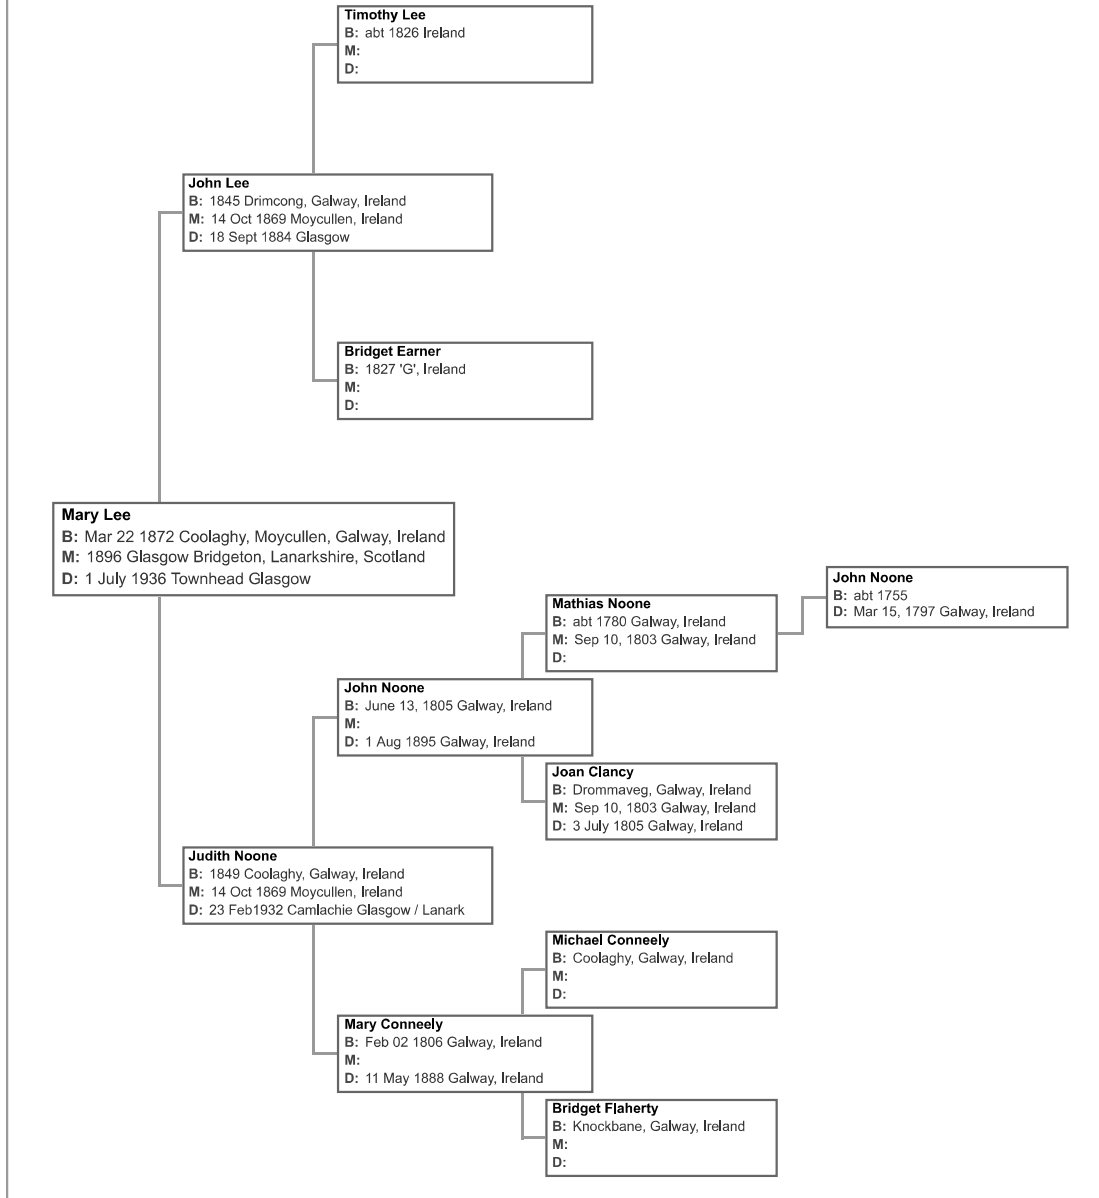 Timothy Lee
B: abt 1826 Ireland
M:
D:
John Lee
B: 1845 Drimcong, Galway, Ireland
M: 14 Oct 1869 Moycullen, Ireland
D: 18 Sept 1884 Glasgow
Bridget Earner
B: 1827 'G', Ireland
M:
D:
Mary Lee
B: Mar 22 1872 Coolaghy, Moycullen, Galway, Ireland
M: 1896 Glasgow Bridgeton, Lanarkshire, Scotland
D: 1 July 1936 Townhead Glasgow
John Noone
B: abt 1755
D: Mar 15, 1797 Galway, Ireland
Mathias Noone
B: abt 1780 Galway, Ireland
M: Sep 10, 1803 Galway, Ireland
D:
John Noone
B: June 13, 1805 Galway, Ireland
M:
D: 1 Aug 1895 Galway, Ireland
Joan Clancy
B: Drommaveg, Galway, Ireland
M: Sep 10, 1803 Galway, Ireland
D: 3 July 1805 Galway, Ireland
Judith Noone
B: 1849 Coolaghy, Galway, Ireland
M: 14 Oct 1869 Moycullen, Ireland
D: 23 Feb1932 Camlachie Glasgow / Lanark
Michael Conneely
B: Coolaghy, Galway, Ireland
M:
D:
Mary Conneely
B: Feb 02 1806 Galway, Ireland
M:
D: 11 May 1888 Galway, Ireland
Bridget Flaherty
B: Knockbane, Galway, Ireland
M:
D: